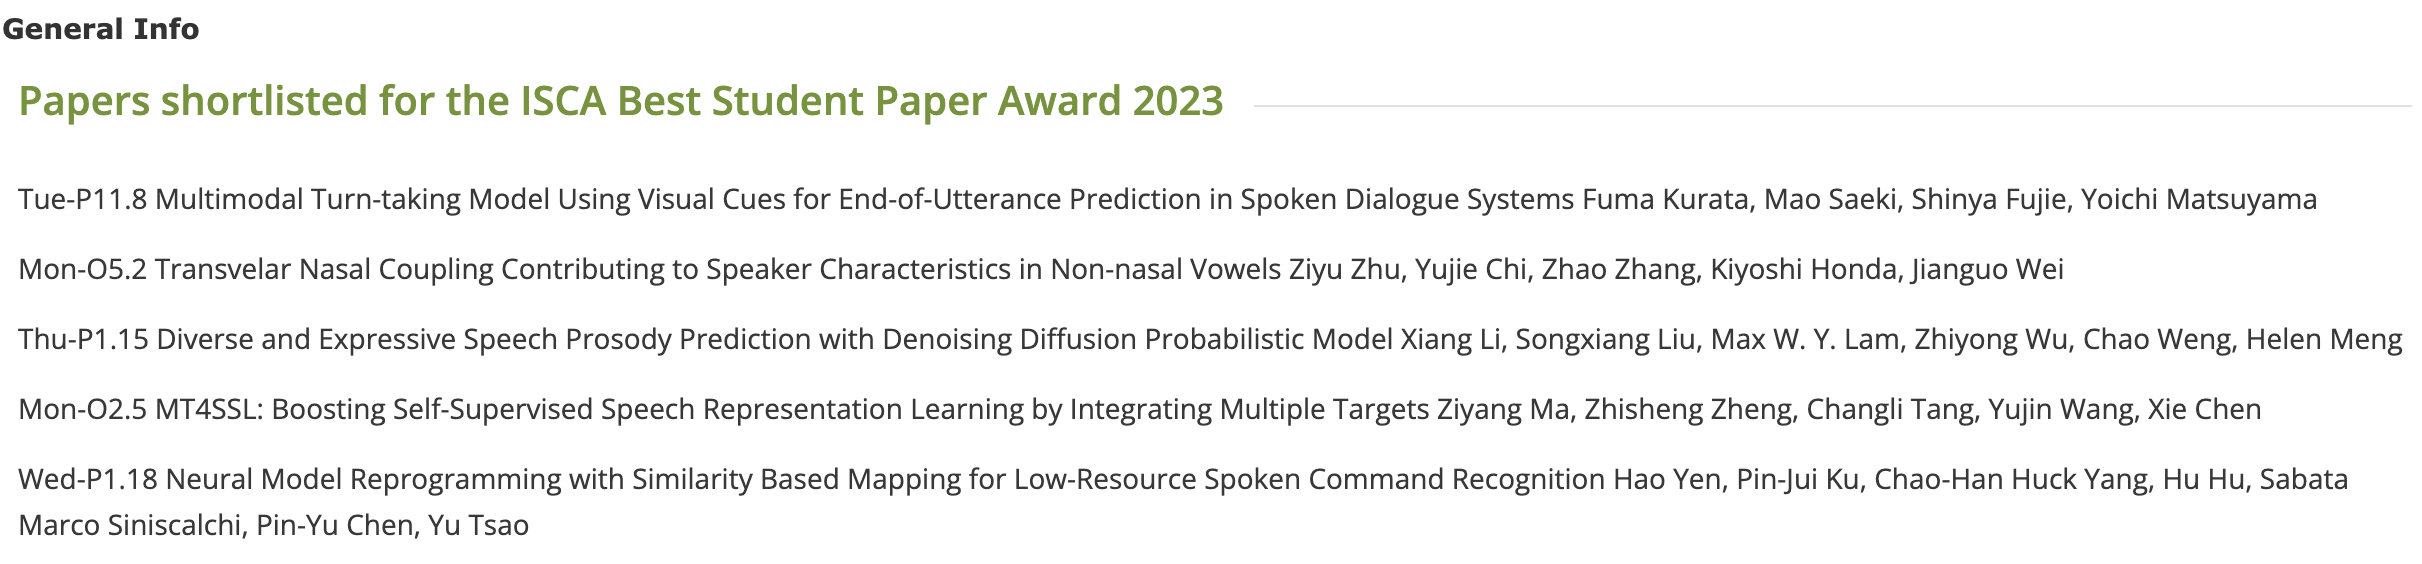 General Info
Papers shortlisted for the ISCA Best Student Paper Award 2023
Tue-P11.8 Multimodal Turn-taking Model Using Visual Cues for End-of-Utterance Prediction in Spoken Dialogue Systems Fuma Kurata, Mao Saeki, Shinya Fujie, Yoichi Matsuyama
Mon-O5.2 Transvelar Nasal Coupling Contributing to Speaker Characteristics in Non-nasal Vowels Ziyu Zhu, Yujie Chi, Zhao Zhang, Kiyoshi Honda, Jianguo Wei
Thu-P1.15 Diverse and Expressive Speech Prosody Prediction with Denoising Diffusion Probabilistic Model Xiang Li, Songxiang Liu, Max W. Y. Lam, Zhiyong Wu, Chao Weng, Helen Meng
Mon-O2.5 MT4SSL: Boosting Self-Supervised Speech Representation Learning by Integrating Multiple Targets Ziyang Ma, Zhisheng Zheng, Changli Tang, Yujin Wang, Xie Chen
Wed-P1.18 Neural Model Reprogramming with Similarity Based Mapping for Low-Resource Spoken Command Recognition Hao Yen, Pin-Jui Ku, Chao-Han Huck Yang, Hu Hu, Sabata
Marco Siniscalchi, Pin-Yu Chen, Yu Tsao